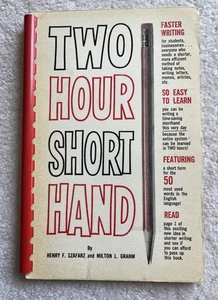 TWO
HOUR
SHORT
HAND
By
HENRY F. SZAFARZ and MILTON L. GRAHM
FASTER
WRITING
for students,
businessmen . . .
everyone who
needs a shorter,
more efficient
method of
taking notes,
writing letters,
memos, articles,
etc.
SO EASY
TO LEARN
you can be
writing a
time-saving
shorthand
this very day
because the
entire system
can be
learned in
TWO hours!
FEATURING
a short form
for the
50
most used
words in the
English
language!
READ
page 1 of
this exciting
new idea in
shorter writing
and see if
you can afford
to pass up
this book.